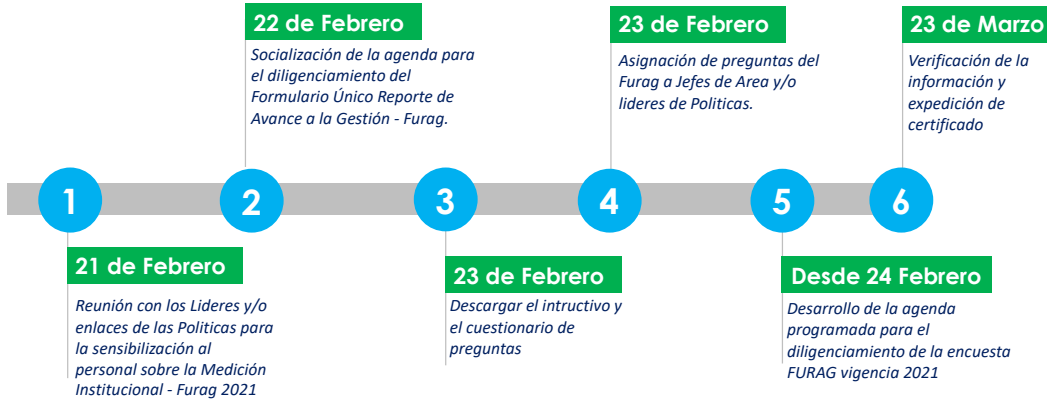 22 de Febrero
Socialización de la agenda para
el diligenciamiento del
Formulario Único Reporte de
Avance a la Gestión - Furag.
23 de Febrero
Asignación de preguntas del
Furag a Jefes de Area y/o
lideres de Politicas.
23 de Marzo
Verificación de la
información y
expedición de
certificado
1
2
3
4
5
6
21 de Febrero
Reunión con los Lideres y/o
enlaces de las Politicas para
la sensibilización al
personal sobre la Medición
Institucional - Furag 2021
23 de Febrero
Descargar el intructivo y
el cuestionario de
preguntas
Desde 24 Febrero
Desarrollo de la agenda
programada para el
diligenciamiento de la encuesta
FURAG vigencia 2021